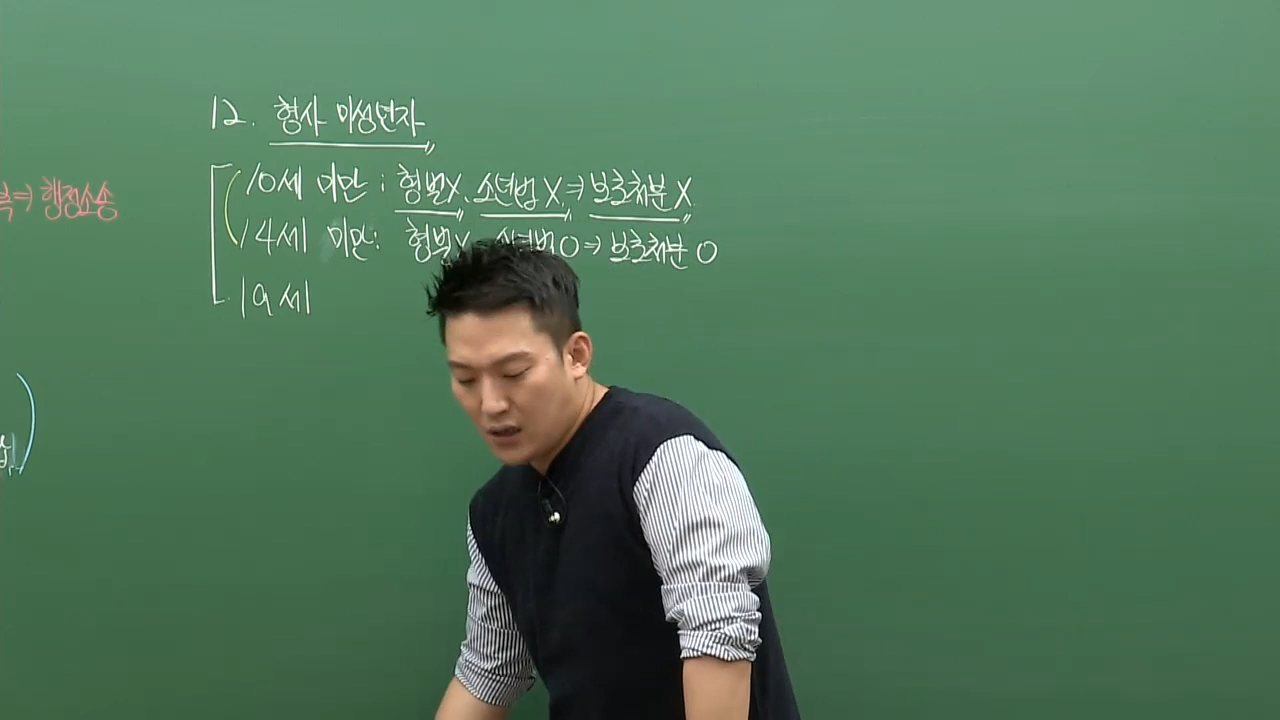 12. 형사 미성년자
10세 미만 : 형벌X, 소년법 X ⇒ 보호처분 X
14세 미만 : 형벌X 소년법 O ⇒ 보호처분 O
19세
⇒ 행정소송